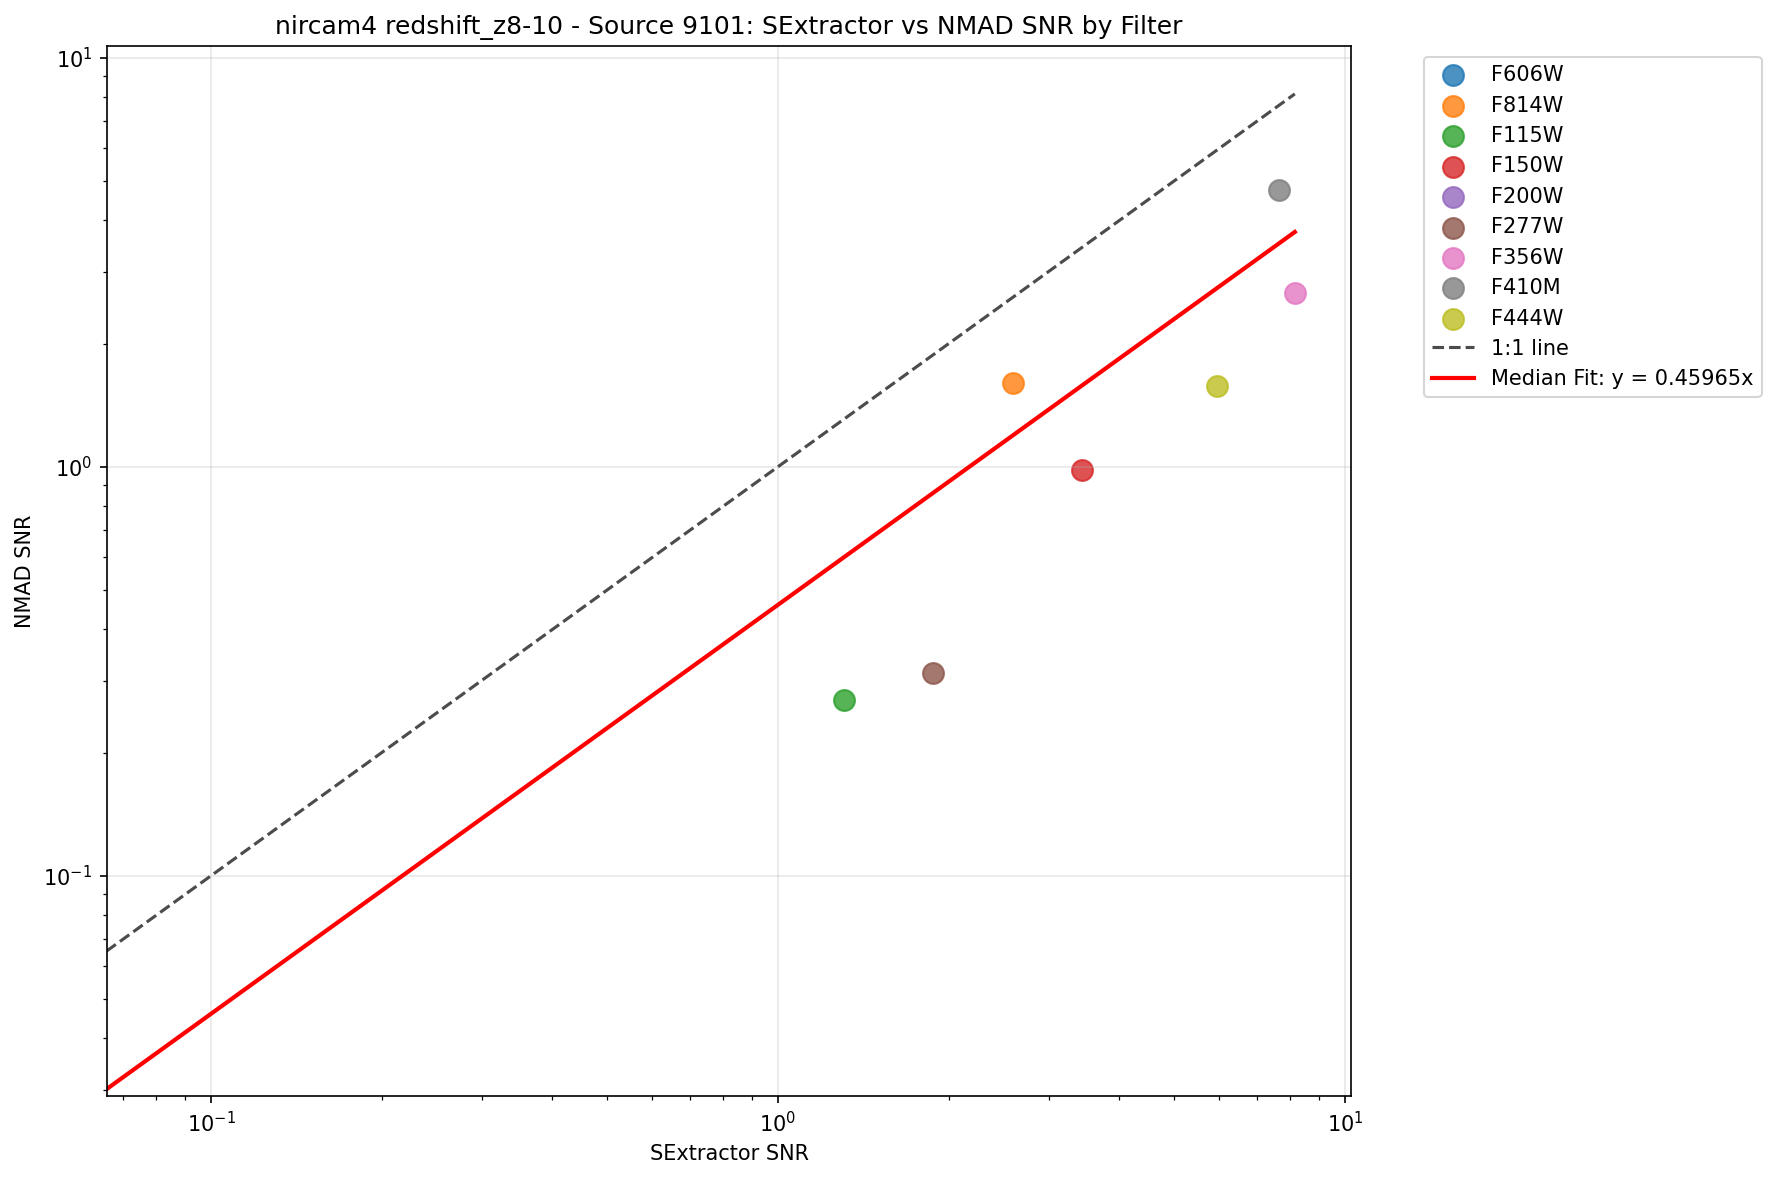 nircam4 redshift_z8-10 - Source 9101: SExtractor vs NMAD SNR by Filter
10¹
10⁰
10⁻¹
NMAD SNR
10⁻¹
10⁰
10¹
SExtractor SNR
F606W
F814W
F115W
F150W
F200W
F277W
F356W
F410M
F444W
1:1 line
Median Fit: y = 0.45965x